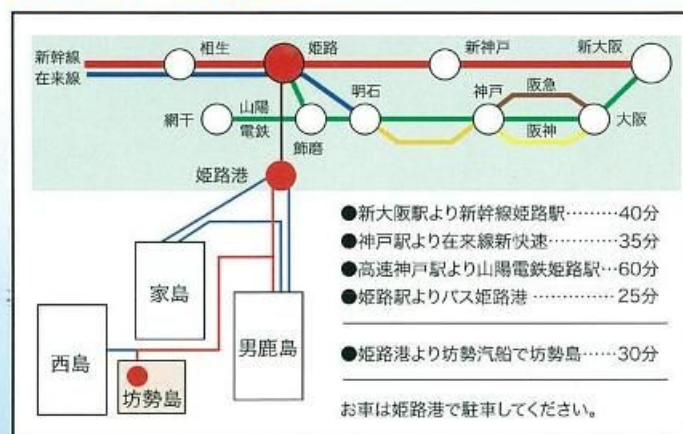 新幹線
在来線
相生
姫路
新神戸
新大阪
網干
山陽
電鉄
飾磨
明石
神戸
阪急
阪神
大阪
姫路港
家島
西島
坊勢島
男鹿島
●新大阪駅より新幹線姫路駅………40分
●神戸駅より在来線新快速…………35分
●高速神戸駅より山陽電鉄姫路駅…60分
●姫路駅よりバス姫路港 …………25分
●姫路港より坊勢汽船で坊勢島……30分
お車は姫路港で駐車してください。